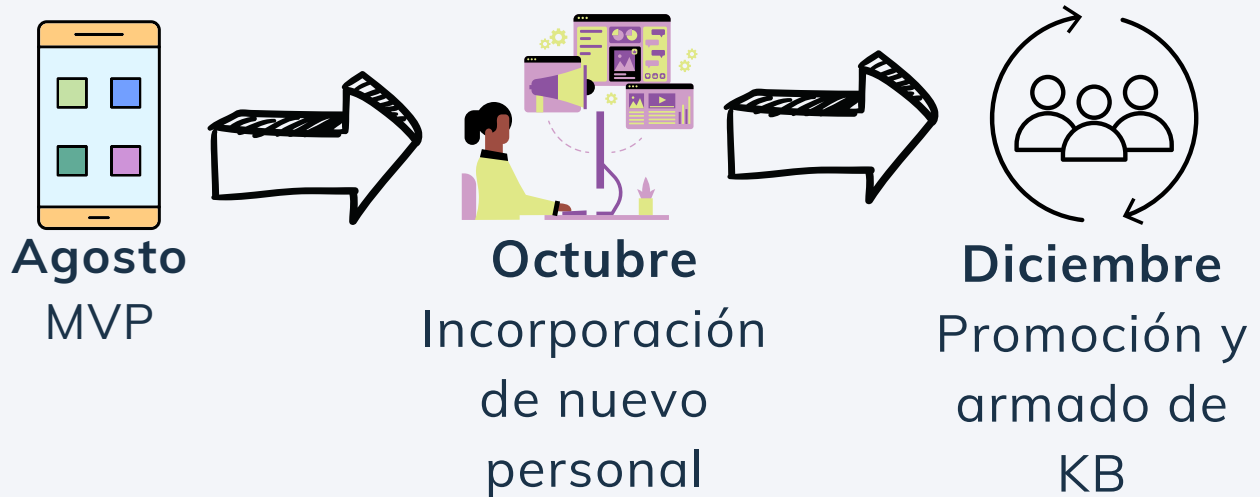 Agosto
MVP
Octubre
Incorporación
de nuevo
personal
Diciembre
Promoción y
armado de
KB